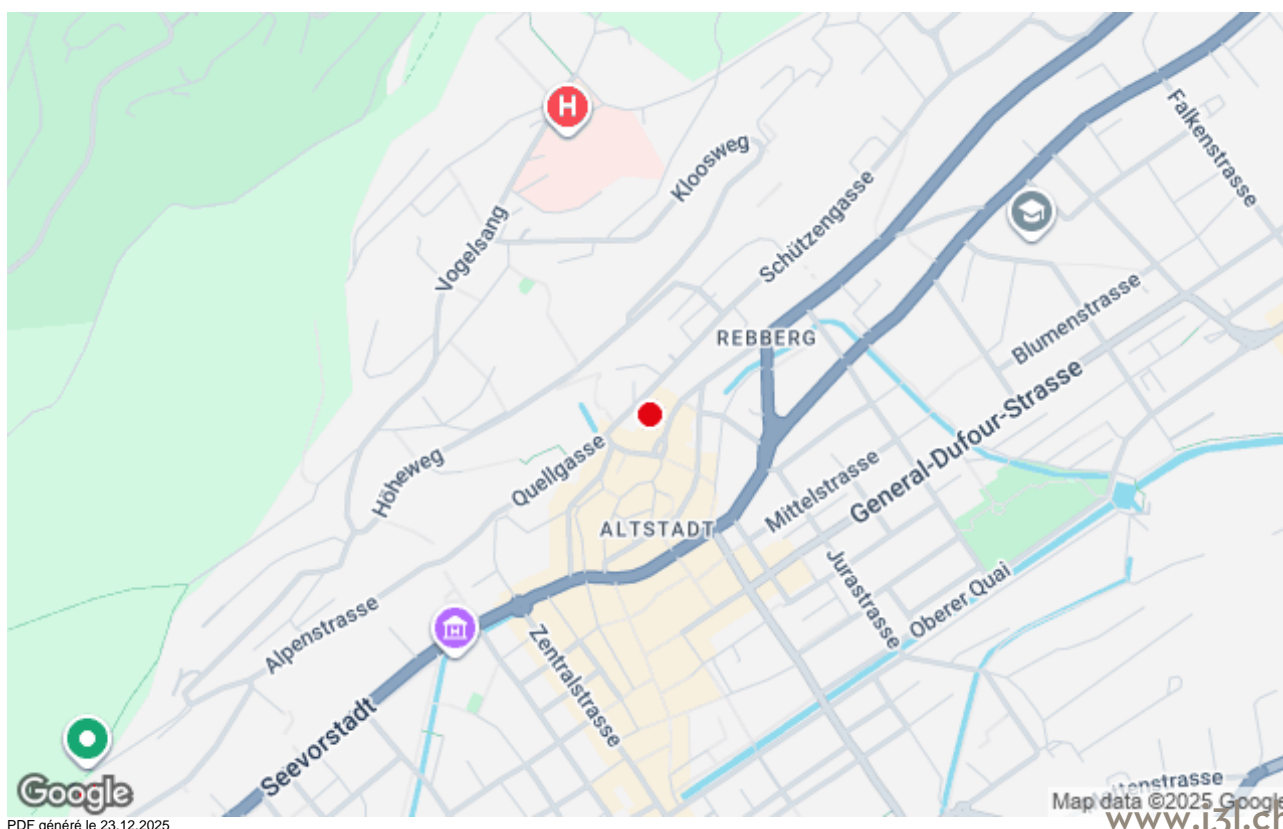 H
Falkenstrasse
Kloosweg
Schützengasse
Vogelsang
REBBERG
Blumenstrasse
General-Dufour-Strasse
Höheweg
Quellgasse
Mittelstrasse
ALTSTADT
Jurastrasse
Oberer Quai
Alpenstrasse
Zentralstrasse
Seevorstadt
Google
Map data ©2025 Google
PDF généré le 23.12.2025
www.i3l.ch